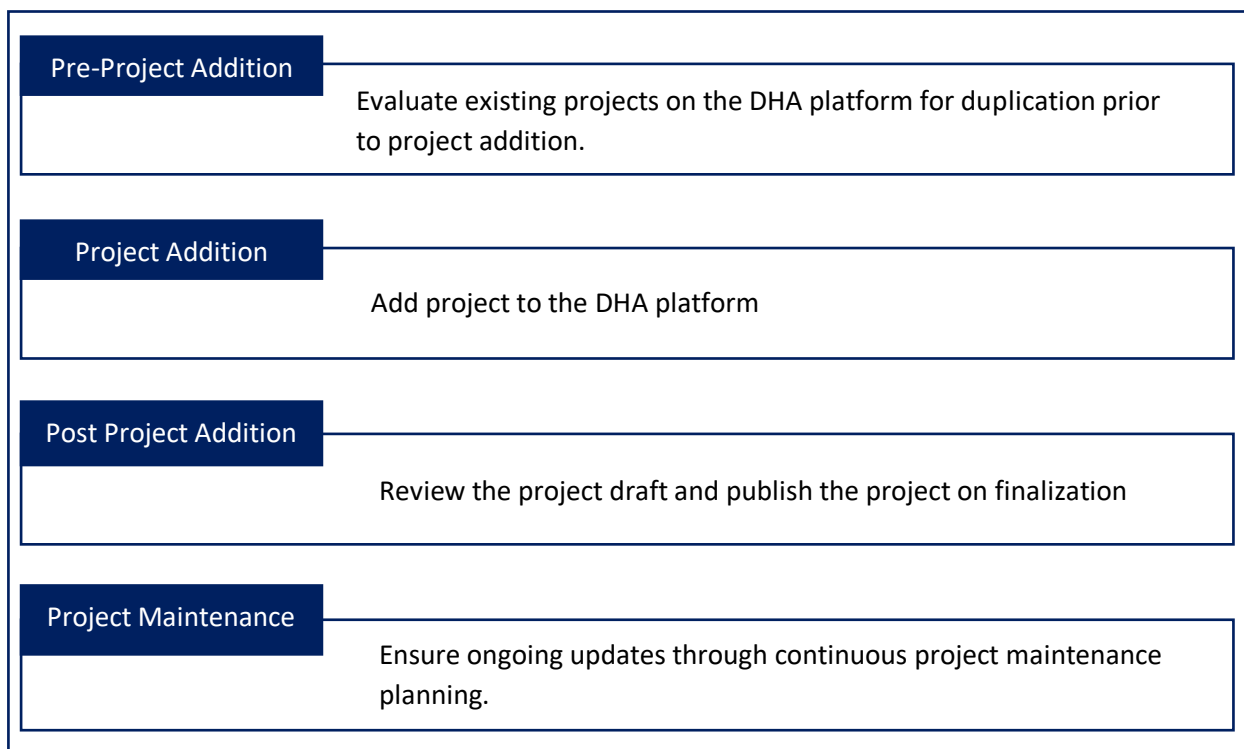 Pre-Project Addition
Evaluate existing projects on the DHA platform for duplication prior
to project addition.
Project Addition
Add project to the DHA platform
Post Project Addition
Review the project draft and publish the project on finalization
Project Maintenance
Ensure ongoing updates through continuous project maintenance
planning.